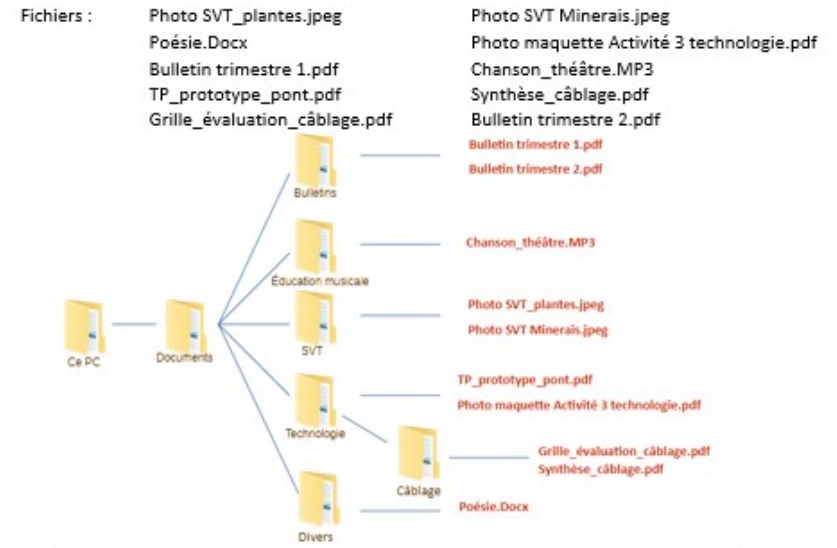 Fichiers : Photo SVT_plantes.jpeg Photo SVT Minerais.jpeg
Poésie.Docx Photo maquette Activité 3 technologie.pdf
Bulletin trimestre 1.pdf Chanson_théâtre.MP3
TP_prototype_pont.pdf Synthèse_câblage.pdf
Grille_évaluation_câblage.pdf Bulletin trimestre 2.pdf
Bulletin trimestre 1.pdf
Bulletin trimestre 2.pdf
Bulletins
Chanson_théâtre.MP3
Éducation musicale
Photo SVT_plantes.jpeg
Photo SVT Minerais.jpeg
SVT
Ce PC
Documents
TP_prototype_pont.pdf
Photo maquette Activité 3 technologie.pdf
Technologie
Grille_évaluation_câblage.pdf
Synthèse_câblage.pdf
Câblage
Poésie.Docx
Divers